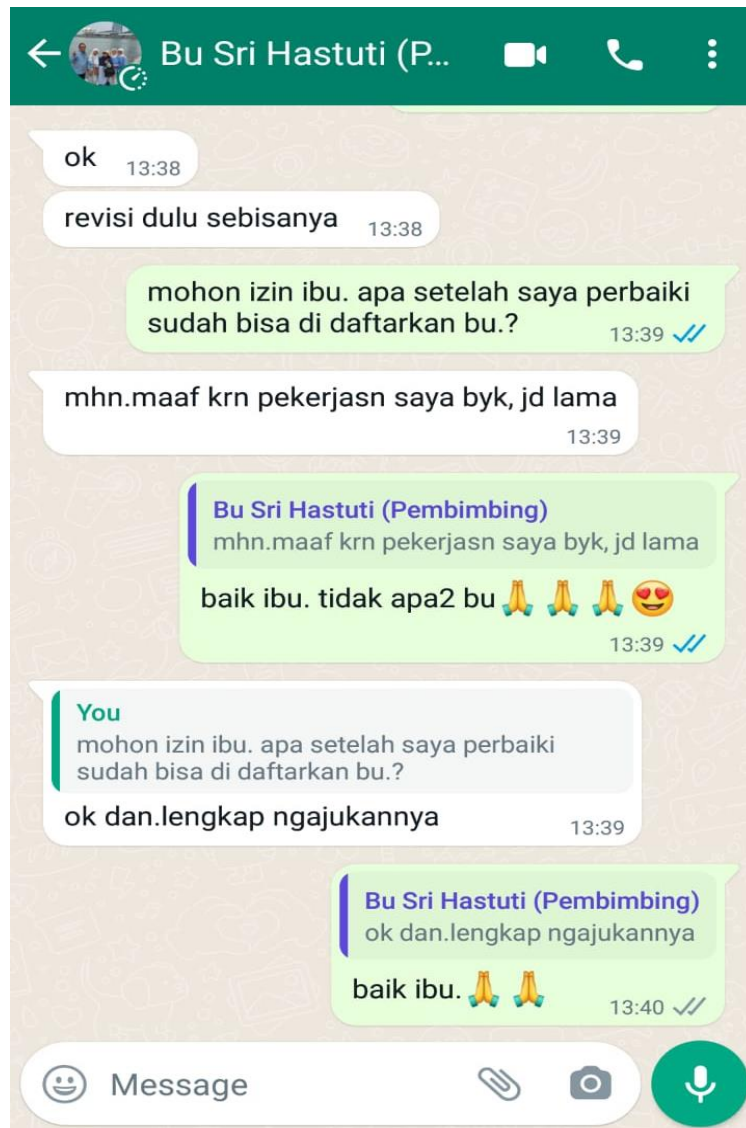 Bu Sri Hastuti (P...
ok 13:38
revisi dulu sebisanya 13:38
mohon izin ibu. apa setelah saya perbaiki
sudah bisa di daftarkan bu.? 13:39
mhn.maaf krn pekerjasn saya byk, jd lama
13:39
Bu Sri Hastuti (Pembimbing)
mhn.maaf krn pekerjasn saya byk, jd lama
baik ibu. tidak apa2 bu🙏🙏🙏😍
13:39
You
mohon izin ibu. apa setelah saya perbaiki
sudah bisa di daftarkan bu.?
ok dan.lengkap ngajukannya 13:39
Bu Sri Hastuti (Pembimbing)
ok dan.lengkap ngajukannya
baik ibu.🙏🙏 13:40
Message